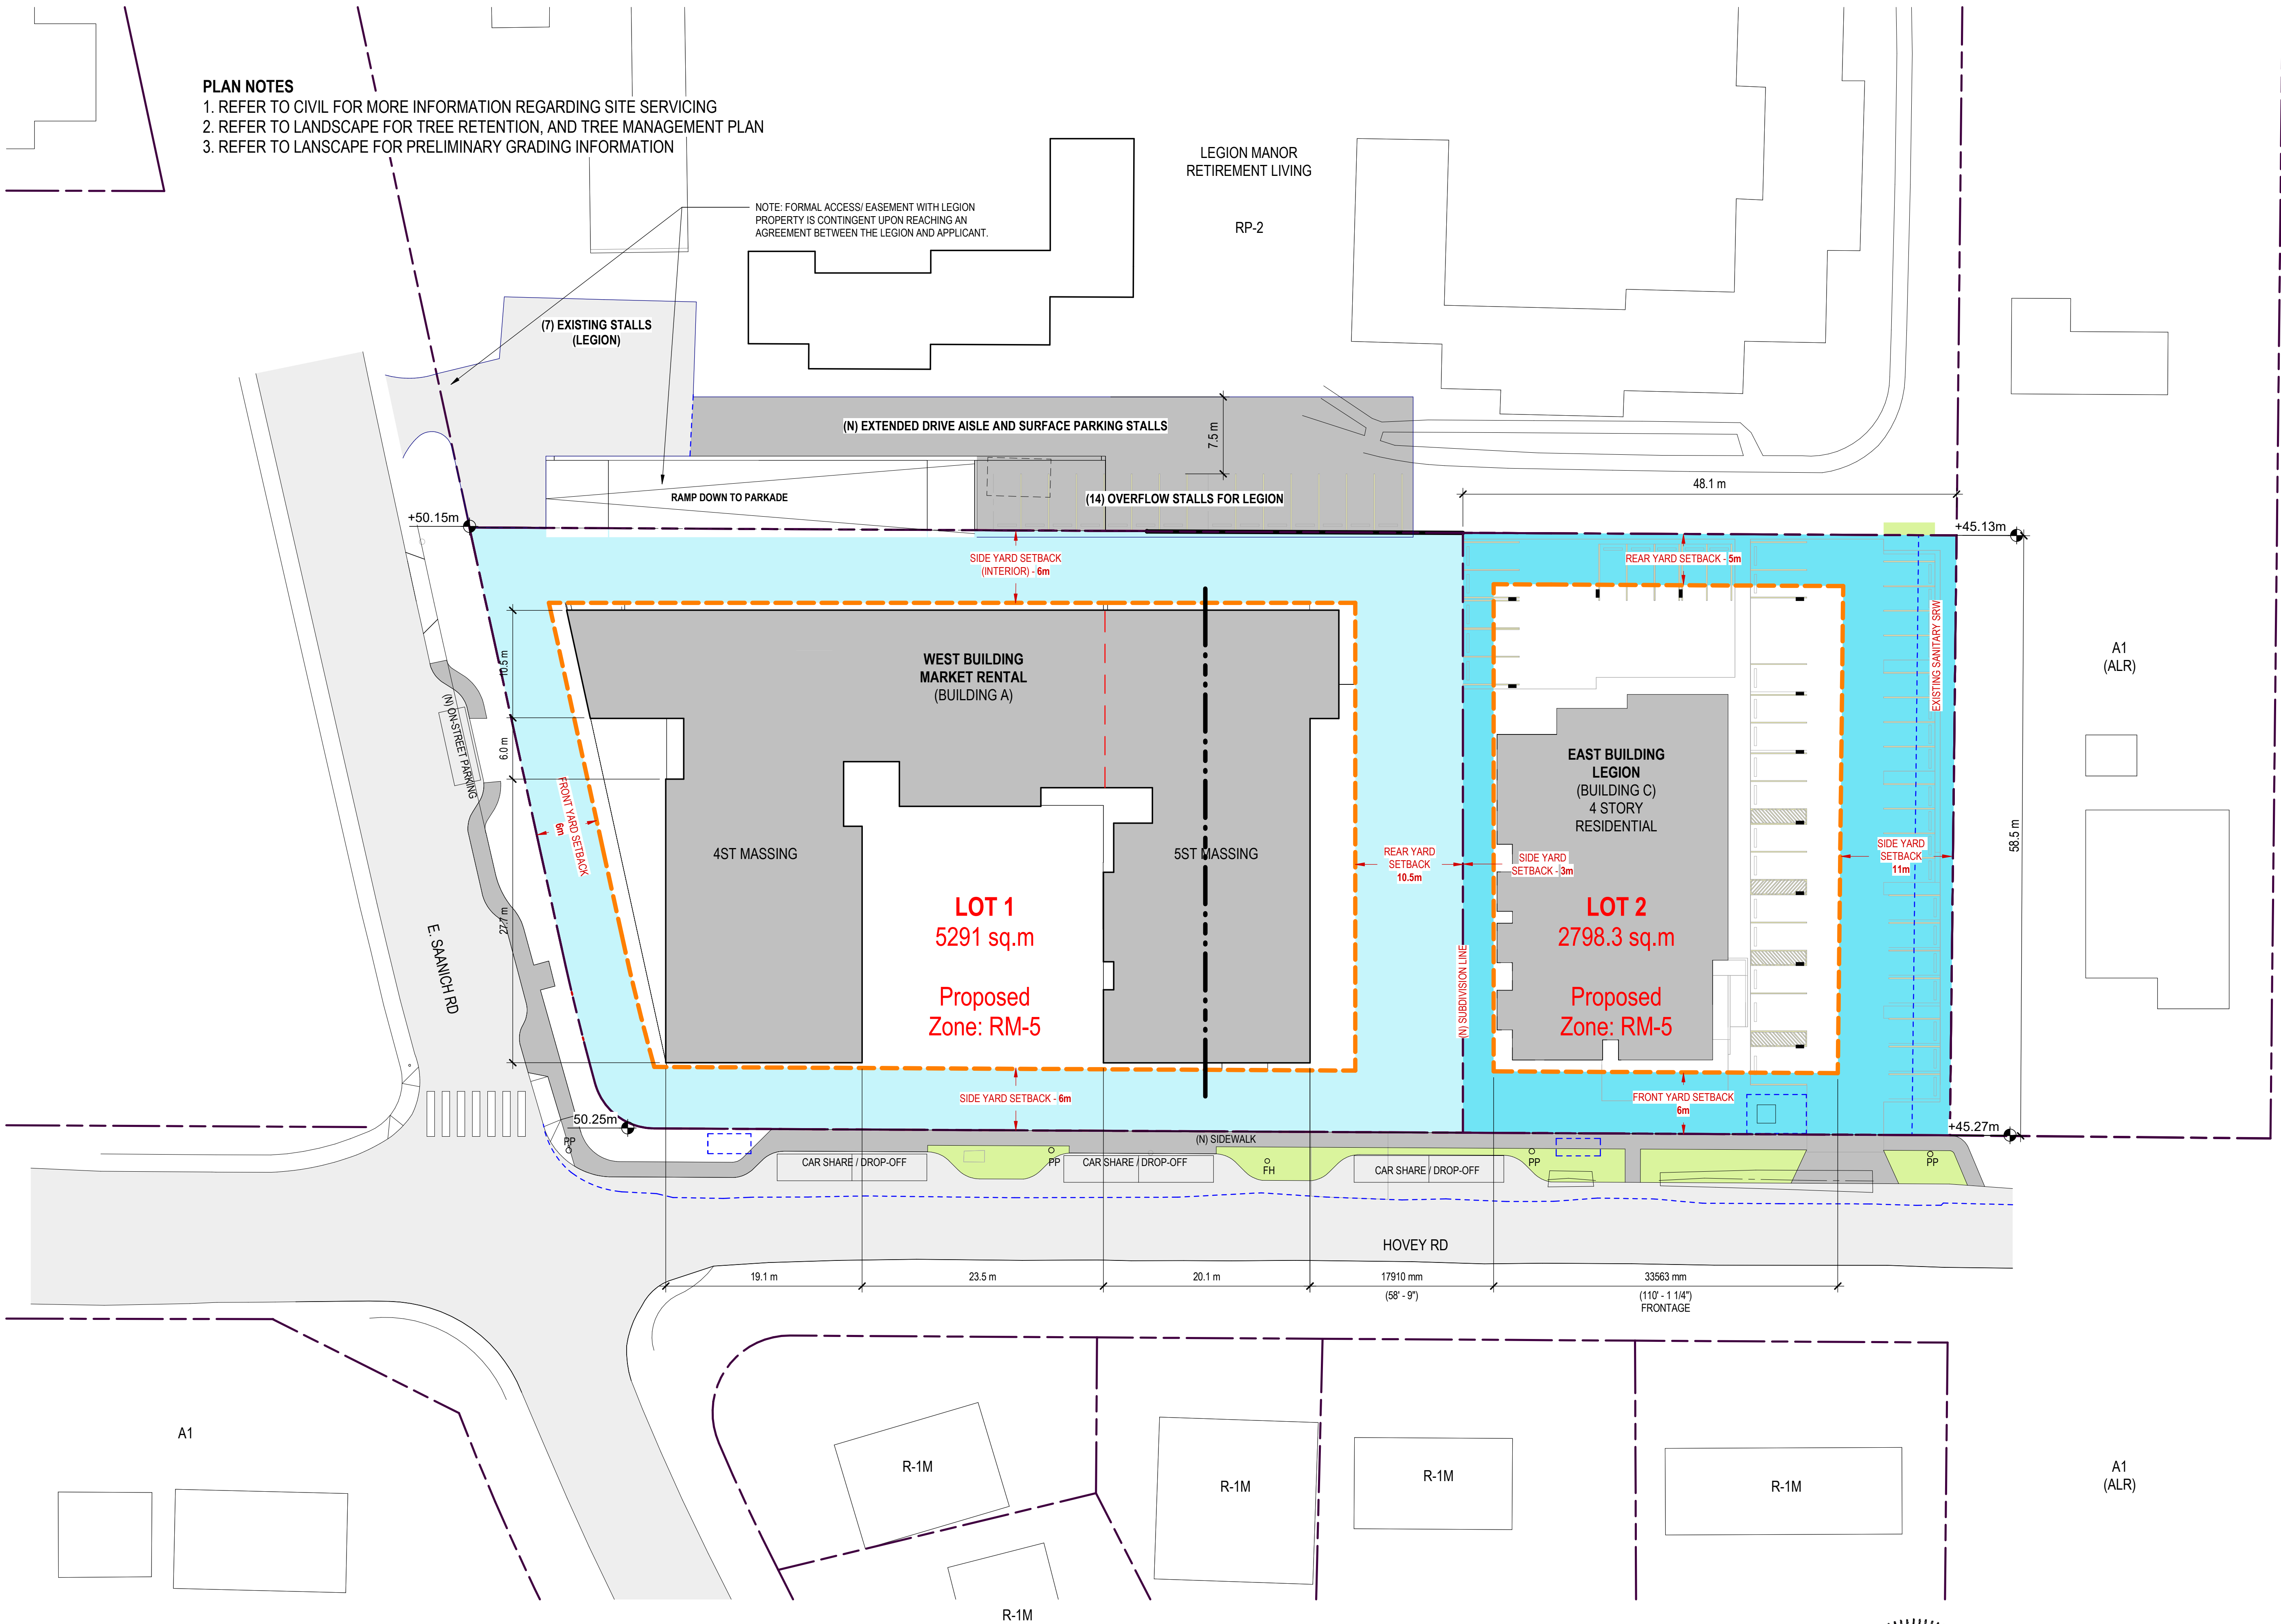 PLAN NOTES
1. REFER TO CIVIL FOR MORE INFORMATION REGARDING SITE SERVICING
2. REFER TO LANDSCAPE FOR TREE RETENTION, AND TREE MANAGEMENT PLAN
3. REFER TO LANSCAPE FOR PRELIMINARY GRADING INFORMATION
LEGION MANOR
RETIREMENT LIVING
RP-2
NOTE: FORMAL ACCESS/ EASEMENT WITH LEGION
PROPERTY IS CONTINGENT UPON REACHING AN
AGREEMENT BETWEEN THE LEGION AND APPLICANT.
(7) EXISTING STALLS
(LEGION)
(N) EXTENDED DRIVE AISLE AND SURFACE PARKING STALLS
7.5 m
RAMP DOWN TO PARKADE
(14) OVERFLOW STALLS FOR LEGION
48.1 m
+50.15m
+45.13m
SIDE YARD SETBACK
(INTERIOR) - 6m
REAR YARD SETBACK - 5m
EXISTING SANITARY SRW
10.5 m
6.0 m
27.7 m
(N) ON-STREET PARKING
FRONT YARD SETBACK
6m
WEST BUILDING
MARKET RENTAL
(BUILDING A)
4ST MASSING
5ST MASSING
EAST BUILDING
LEGION
(BUILDING C)
4 STORY
RESIDENTIAL
REAR YARD
SETBACK
10.5m
SIDE YARD
SETBACK - 3m
SIDE YARD
SETBACK
11m
58.5 m
A1
(ALR)
LOT 1
5291 sq.m
Proposed
Zone: RM-5
(N) SUBDIVISION LINE
LOT 2
2798.3 sq.m
Proposed
Zone: RM-5
E. SAANICH RD
SIDE YARD SETBACK - 6m
FRONT YARD SETBACK
6m
50.25m
+45.27m
PP
(N) SIDEWALK
CAR SHARE / DROP-OFF
PP
CAR SHARE / DROP-OFF
FH
CAR SHARE / DROP-OFF
PP
PP
HOVEY RD
19.1 m
23.5 m
20.1 m
17910 mm
(58' - 9")
33563 mm
(110' - 1 1/4")
FRONTAGE
A1
R-1M
R-1M
R-1M
R-1M
A1
(ALR)
R-1M